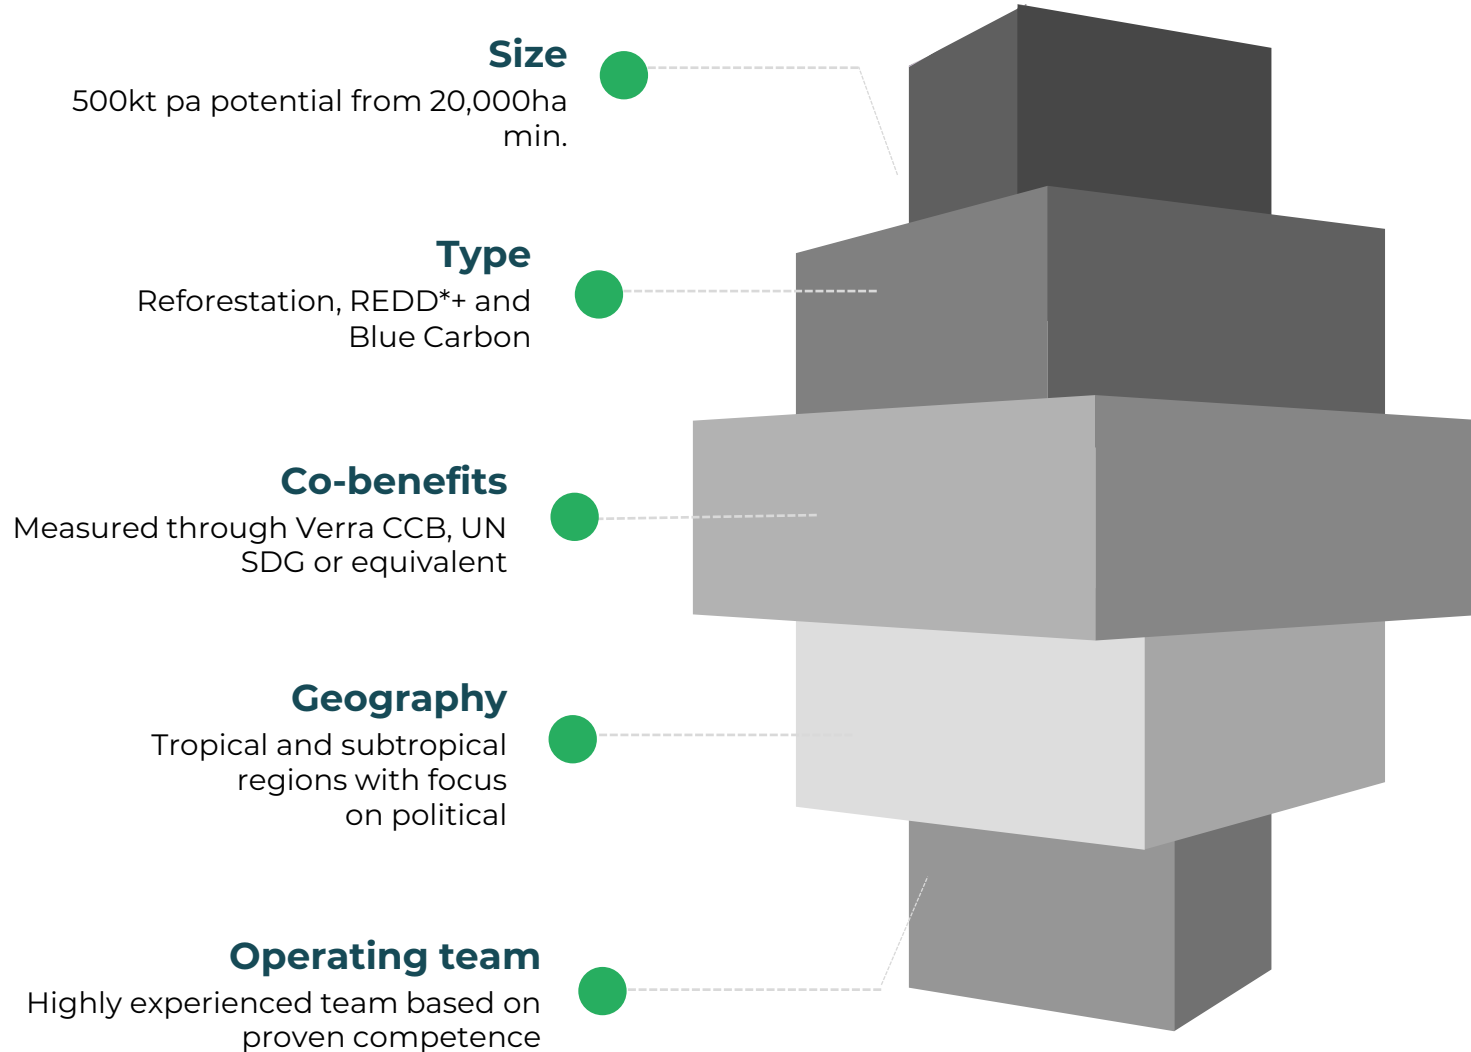 Size
500kt pa potential from 20,000ha
min.
Type
Reforestation, REDD*+ and
Blue Carbon
Co-benefits
Measured through Verra CCB, UN
SDG or equivalent
Geography
Tropical and subtropical
regions with focus
on political
Operating team
Highly experienced team based on
proven competence